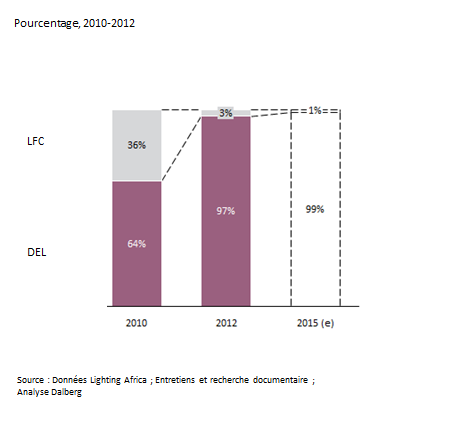 Pourcentage, 2010-2012
1%
3%
LFC
36%
97%
99%
64%
DEL
2010 2012 2015 (e)
Source : Données Lighting Africa ; Entretiens et recherche documentaire ;
Analyse Dalberg